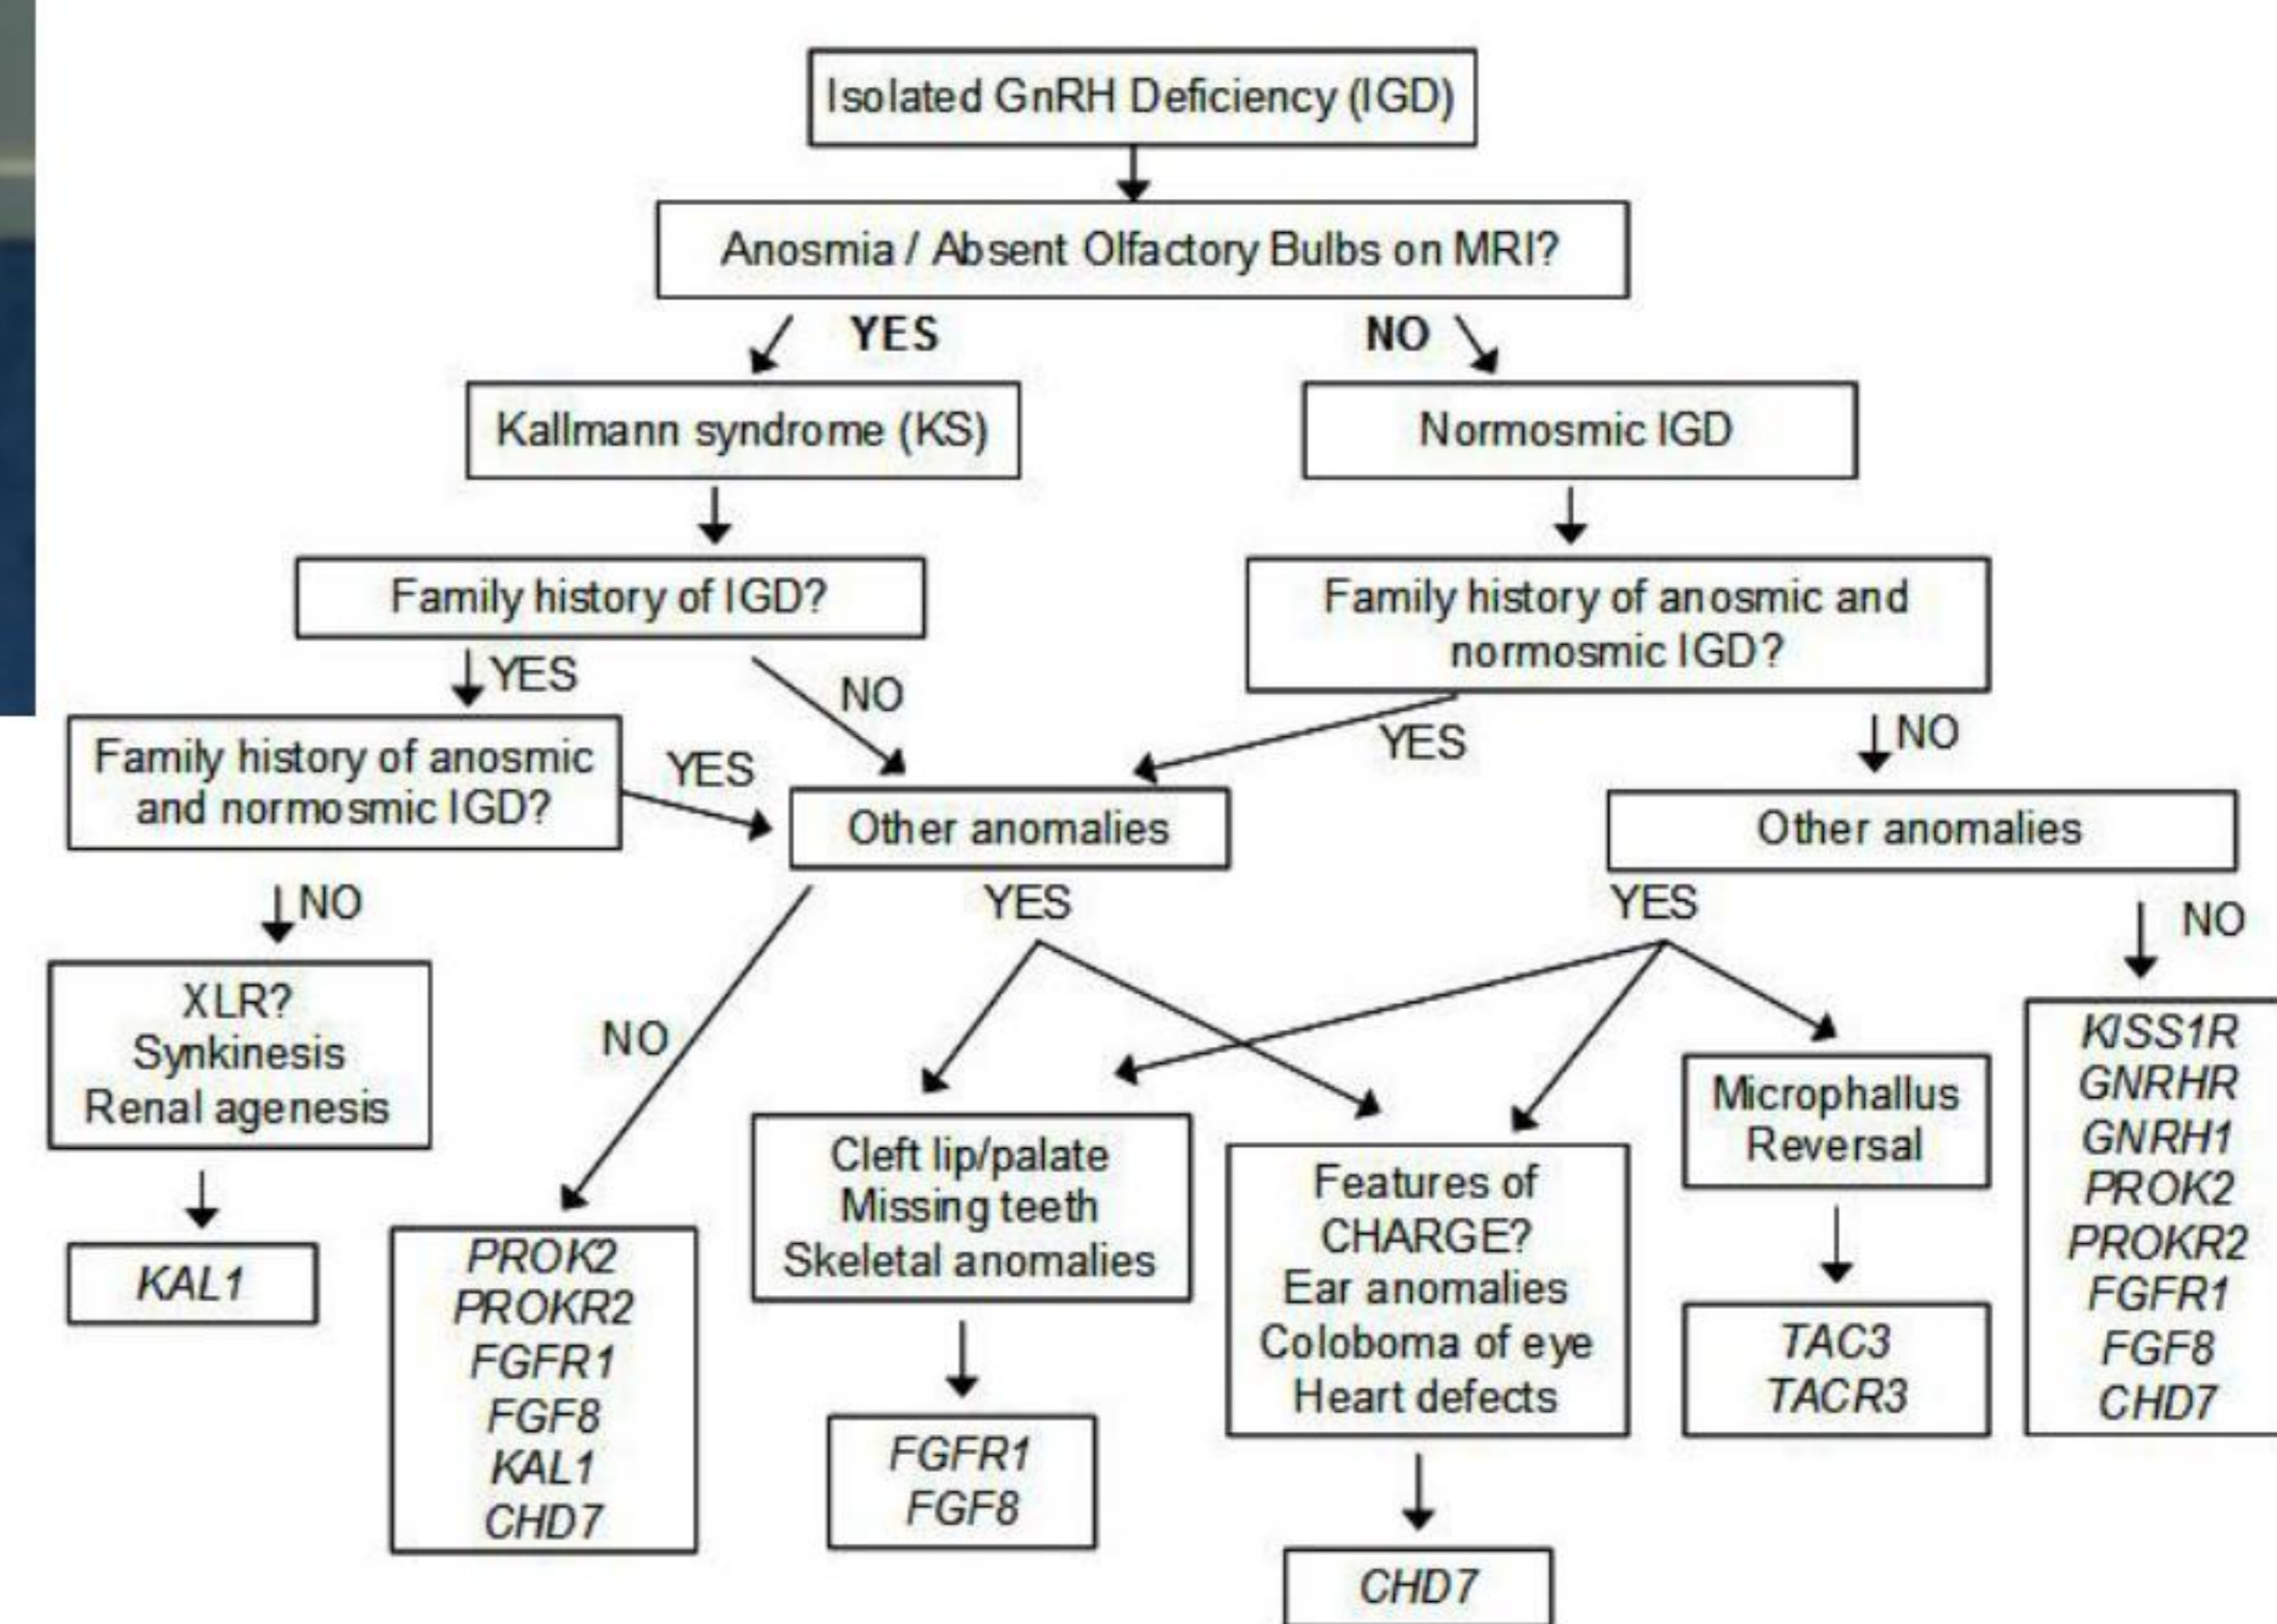 Isolated GnRH Deficiency (IGD)
Anosmia / Absent Olfactory Bulbs on MRI?
YES
NO
Kallmann syndrome (KS)
Normosmic IGD
Family history of IGD?
Family history of anosmic and
normosmic IGD?
YES
NO
YES
NO
Family history of anosmic
and normosmic IGD?
YES
Other anomalies
Other anomalies
NO
YES
YES
NO
XLR?
Synkinesis
Renal agenesis
NO
Cleft lip/palate
Missing teeth
Skeletal anomalies
Features of
CHARGE?
Ear anomalies
Coloboma of eye
Heart defects
Microphallus
Reversal
KISS1R
GNRHR
GNRH1
PROK2
PROKR2
FGFR1
FGF8
CHD7
KAL1
PROK2
PROKR2
FGFR1
FGF8
KAL1
CHD7
FGFR1
FGF8
CHD7
TAC3
TACR3